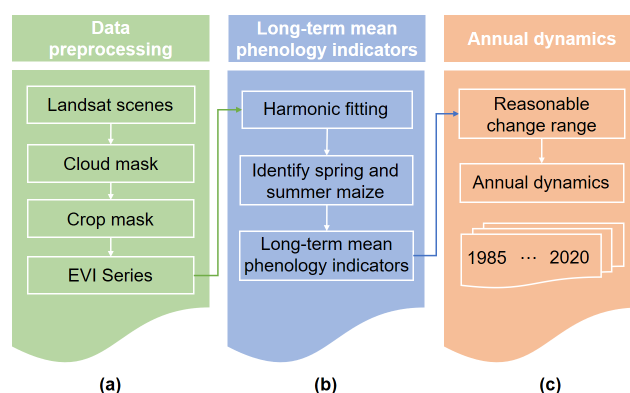 Data
preprocessing
Landsat scenes
Cloud mask
Crop mask
EVI Series
(a)
Long-term mean
phenology indicators
Harmonic fitting
Identify spring and
summer maize
Long-term mean
phenology indicators
(b)
Annual dynamics
Reasonable
change range
Annual dynamics
1985 ··· 2020
(c)